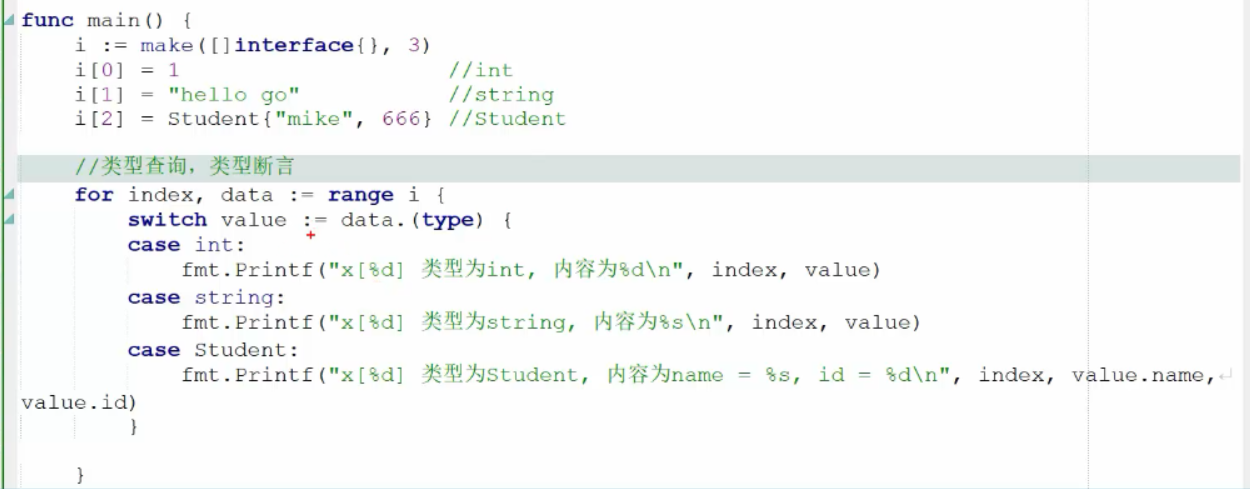 func main() {
    i := make([]interface{}, 3)
    i[0] = 1                    //int
    i[1] = "hello go"           //string
    i[2] = Student{"mike", 666} //Student

    //类型查询，类型断言
    for index, data := range i {
        switch value := data.(type) {
        case int:
            fmt.Printf("x[%d] 类型为int, 内容为%d\n", index, value)
        case string:
            fmt.Printf("x[%d] 类型为string, 内容为%s\n", index, value)
        case Student:
            fmt.Printf("x[%d] 类型为Student, 内容为name = %s, id = %d\n", index, value.name,
value.id)
        }

    }